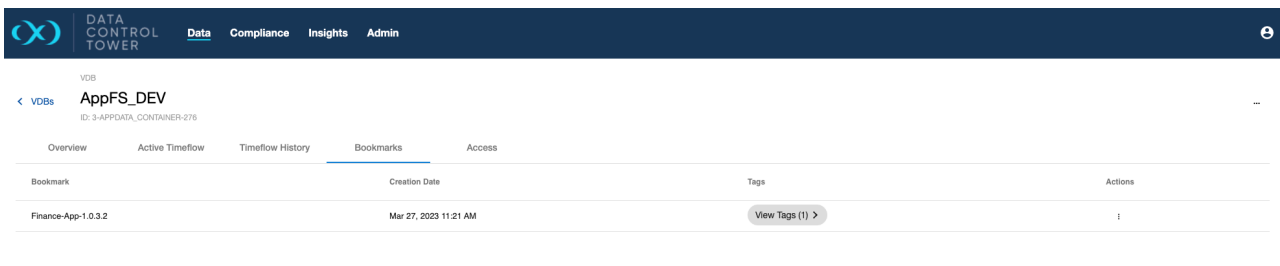 DATA
CONTROL
TOWER
Data Compliance Insights Admin
VDB
VDBs AppFS_DEV
...
ID: 3-APPDATA_CONTAINER-276
Overview Active Timeflow Timeflow History Bookmarks Access
Bookmark Creation Date Tags Actions
Finance-App-1.0.3.2 Mar 27, 2023 11:21 AM View Tags (1)